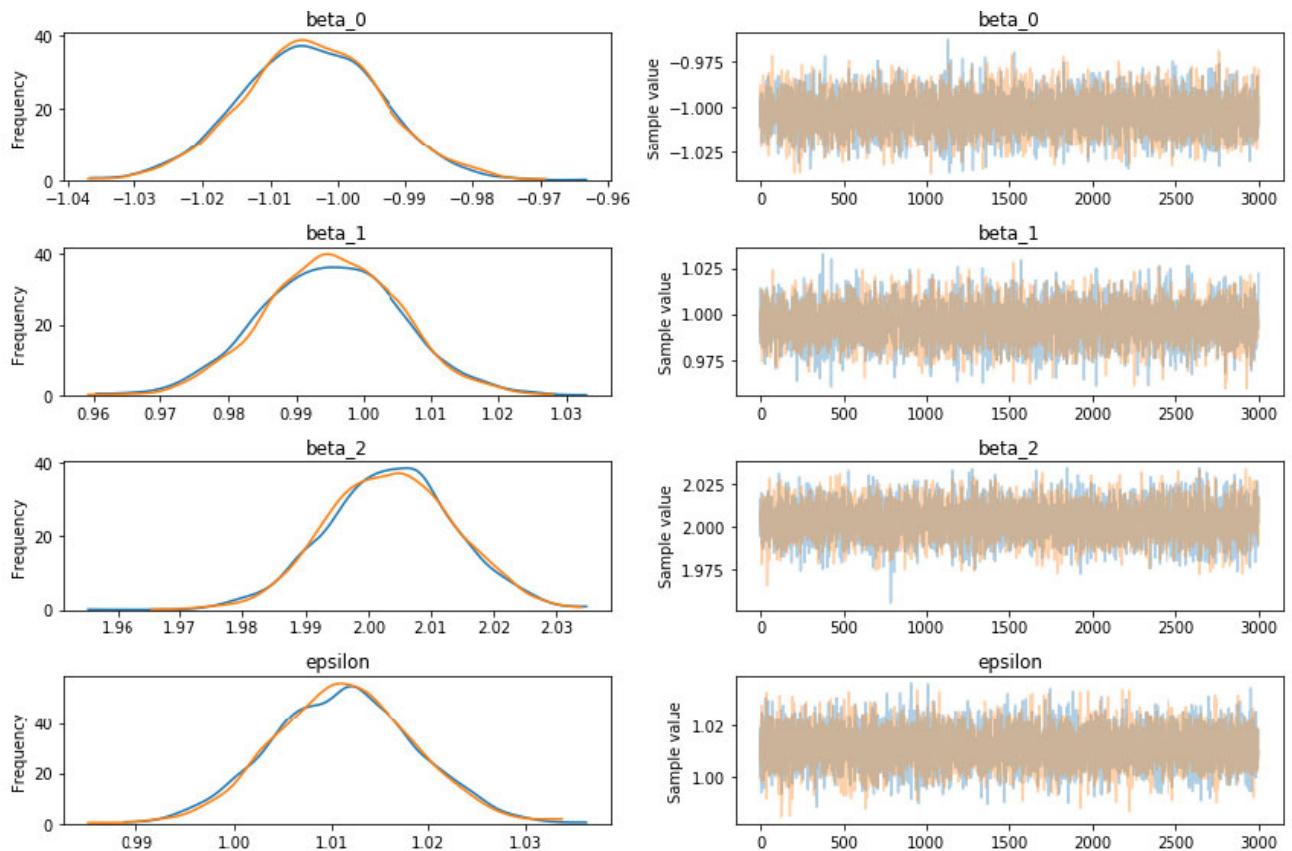 beta_0
Frequency
40
20
0
−1.04 −1.03 −1.02 −1.01 −1.00 −0.99 −0.98 −0.97 −0.96
beta_0
Sample value
−0.975
−1.000
−1.025
0 500 1000 1500 2000 2500 3000
beta_1
Frequency
40
20
0
0.96 0.97 0.98 0.99 1.00 1.01 1.02 1.03
beta_1
Sample value
1.025
1.000
0.975
0 500 1000 1500 2000 2500 3000
beta_2
Frequency
40
20
0
1.96 1.97 1.98 1.99 2.00 2.01 2.02 2.03
beta_2
Sample value
2.025
2.000
1.975
0 500 1000 1500 2000 2500 3000
epsilon
Frequency
40
20
0
0.99 1.00 1.01 1.02 1.03
epsilon
Sample value
1.02
1.00
0 500 1000 1500 2000 2500 3000